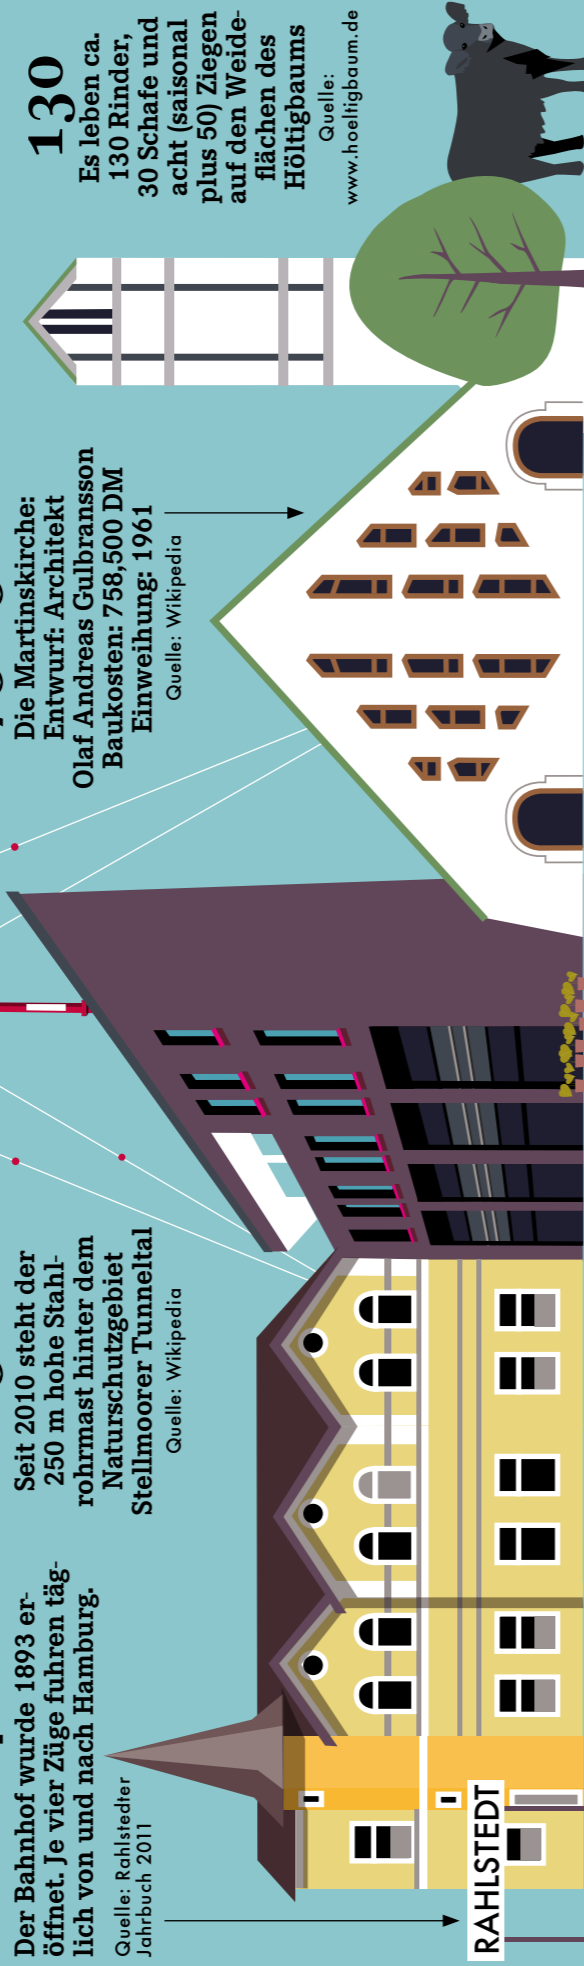 Der Bahnhof wurde 1893 er-
öffnet. Je vier Züge fuhren täg-
lich von und nach Hamburg.
Quelle: Rahlstedter
Jahrbuch 2011
RAHLSTEDT
Seit 2010 steht der
250 m hohe Stahl-
rohrmast hinter dem
Naturschutzgebiet
Stellmoorer Tunneltal
Quelle: Wikipedia
Die Martinskirche:
Entwurf: Architekt
Olaf Andreas Gulbransson
Baukosten: 758,500 DM
Einweihung: 1961
Quelle: Wikipedia
130
Es leben ca.
130 Rinder,
30 Schafe und
acht (saisonal
plus 50) Ziegen
auf den Weide-
flächen des
Höltigbaums
Quelle:
www.hoeltigbaum.de